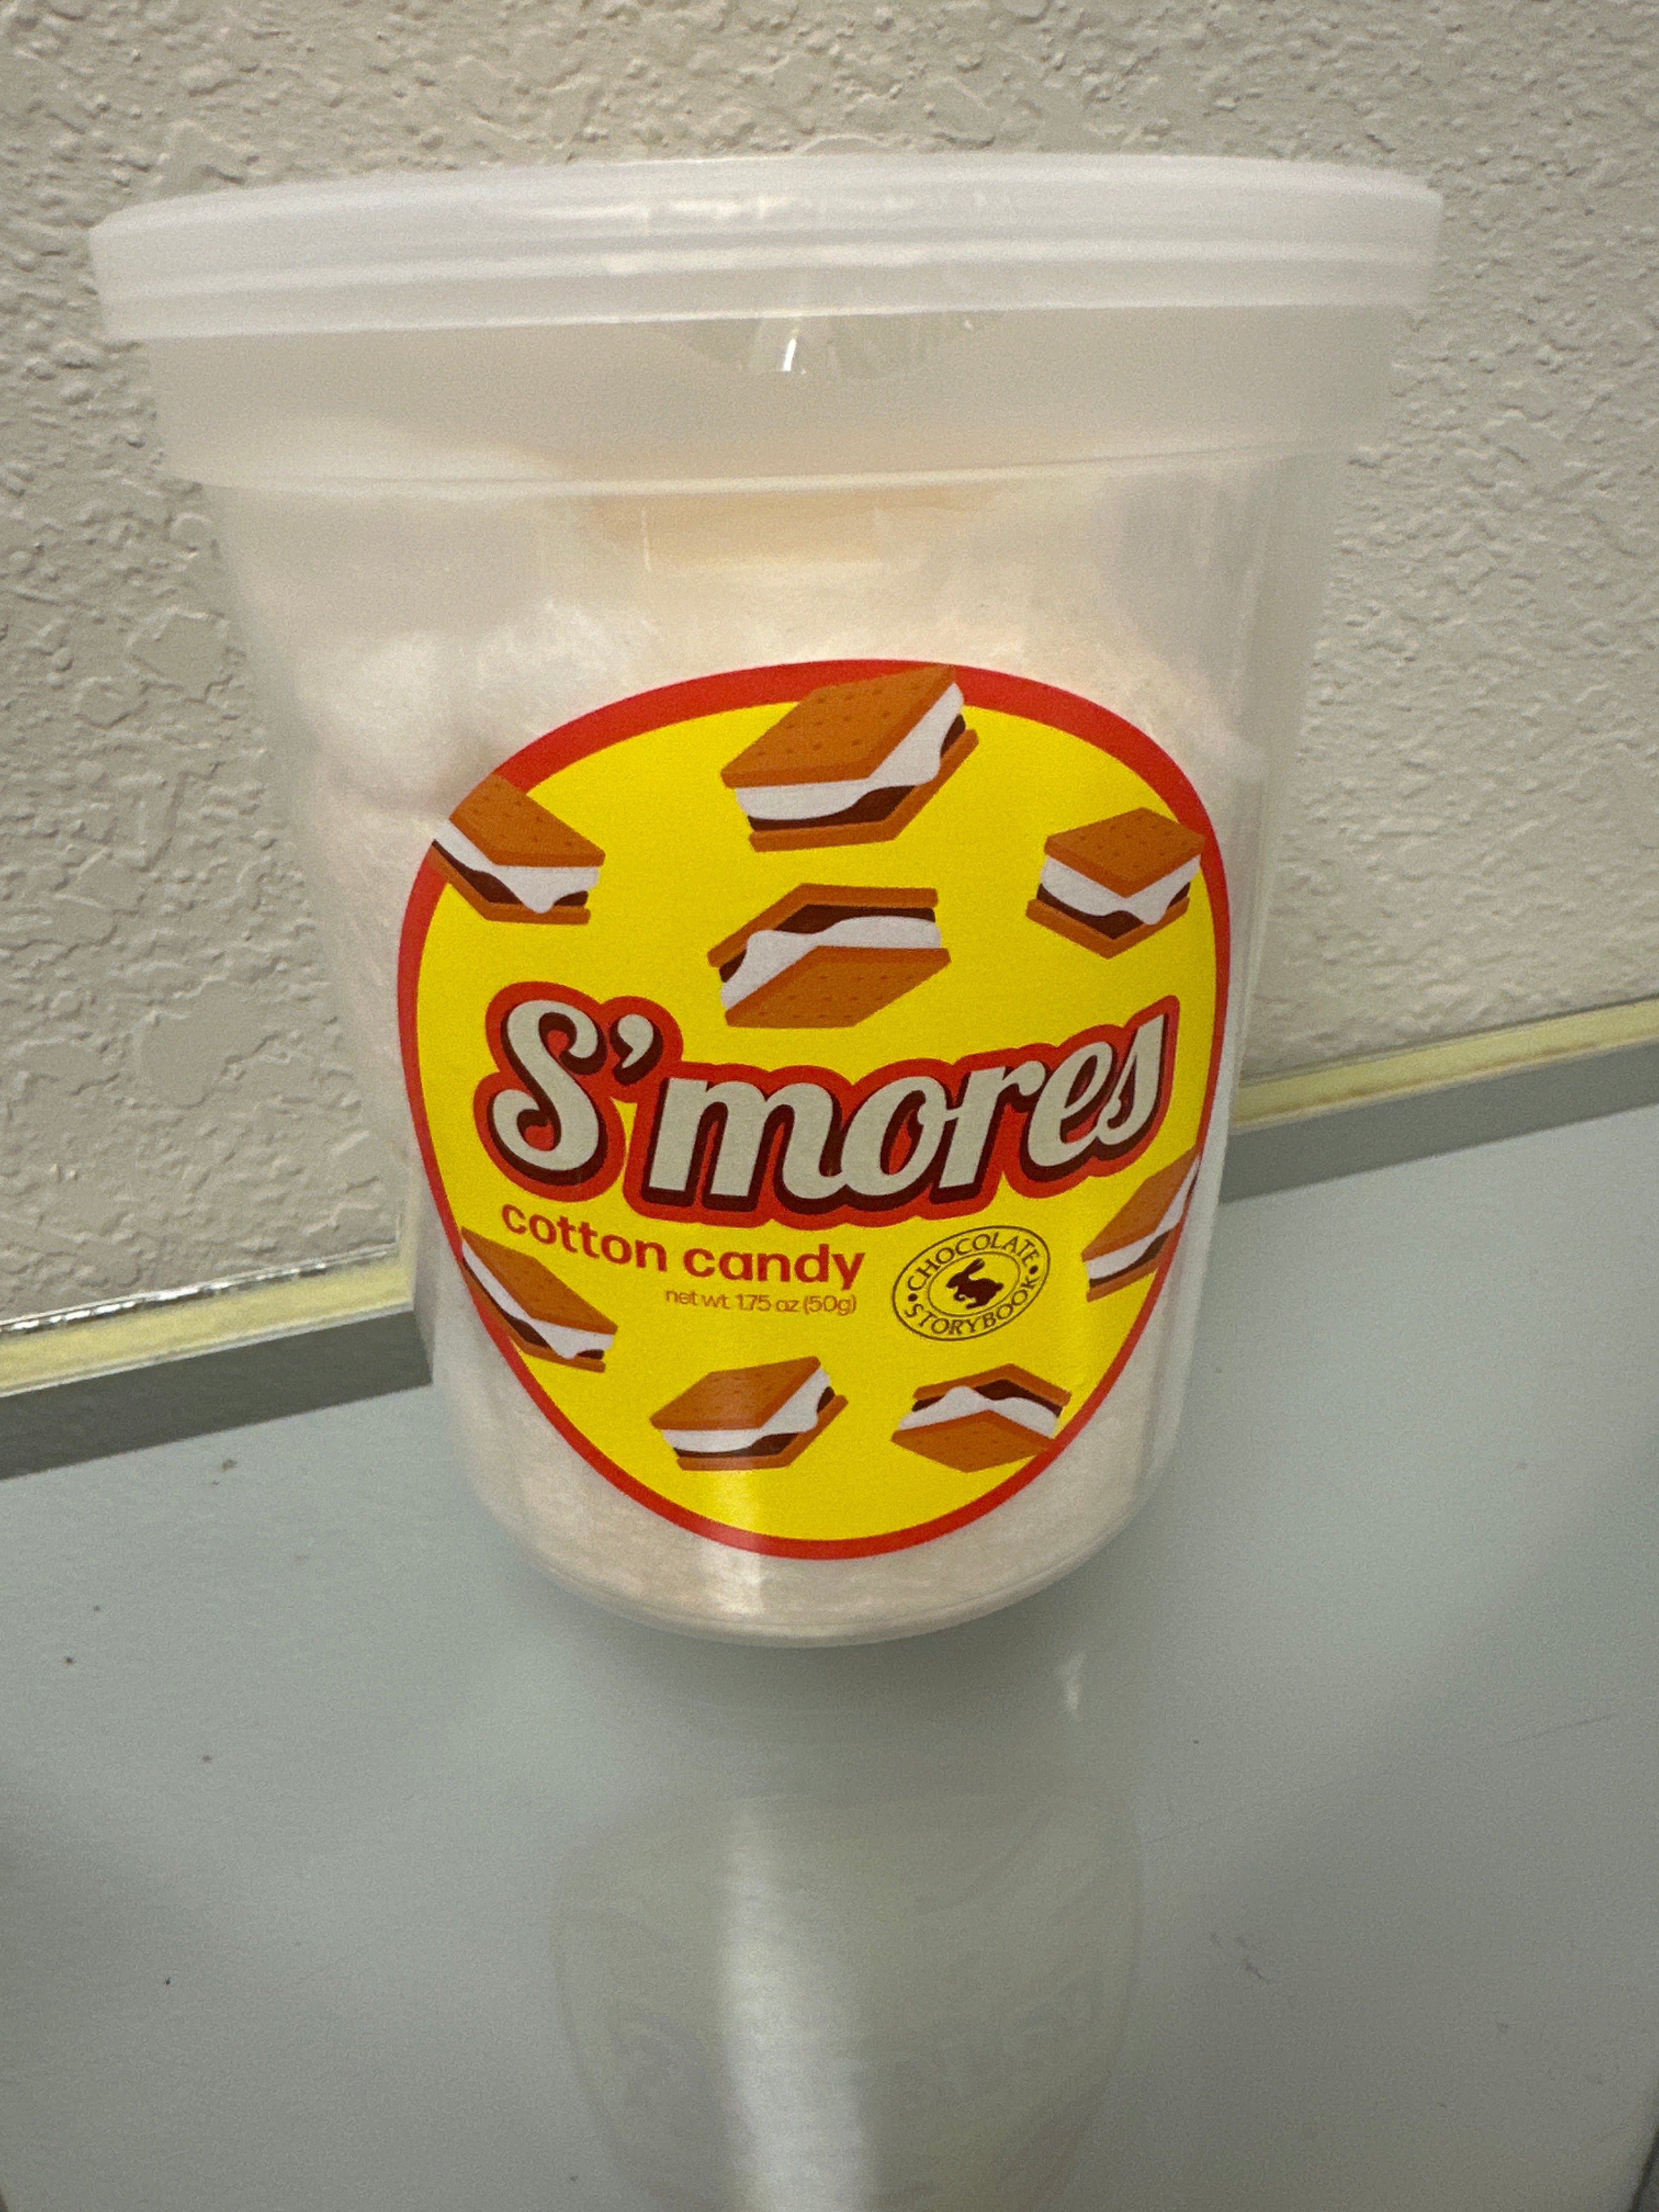 S'mores
cotton candy
net wt. 1.75 oz (50g)
CHOCOLATE
STORYBOOK